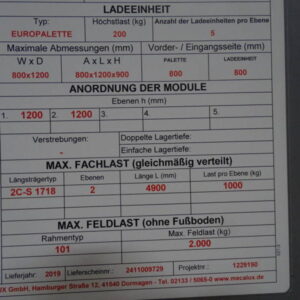 LADEEINHEIT
Typ: Höchstlast (kg) Anzahl der Ladeeinheiten pro Ebene
EUROPALETTE 200 5
Maximale Abmessungen (mm) Vorder- / Eingangsseite (mm)
W x D A x L x H PALETTE LADEEINHEIT
800x1200 800x1200x900 800 800
ANORDNUNG DER MODULE
Ebenen h (mm)
1. 1200 2. 1200 3. 4. 5.
Verstrebungen: Doppelte Lagertiefe:
- Einfache Lagertiefe:
MAX. FACHLAST (gleichmäßig verteilt)
Längsträgertyp Ebenen Länge L (mm) Last pro Ebene (kg)
2C-S 1718 2 4900 1000
MAX. FELDLAST (ohne Fußboden)
Rahmentyp Max. Feldlast (kg)
101 2.000
Lieferjahr: 2019 Lieferscheinnr.: 2411009729 Projektnr.: 1229190
UX GmbH, Hamburger Straße 12, 41540 Dormagen - Tel. 02133 / 5065-0 www.mecalux.de